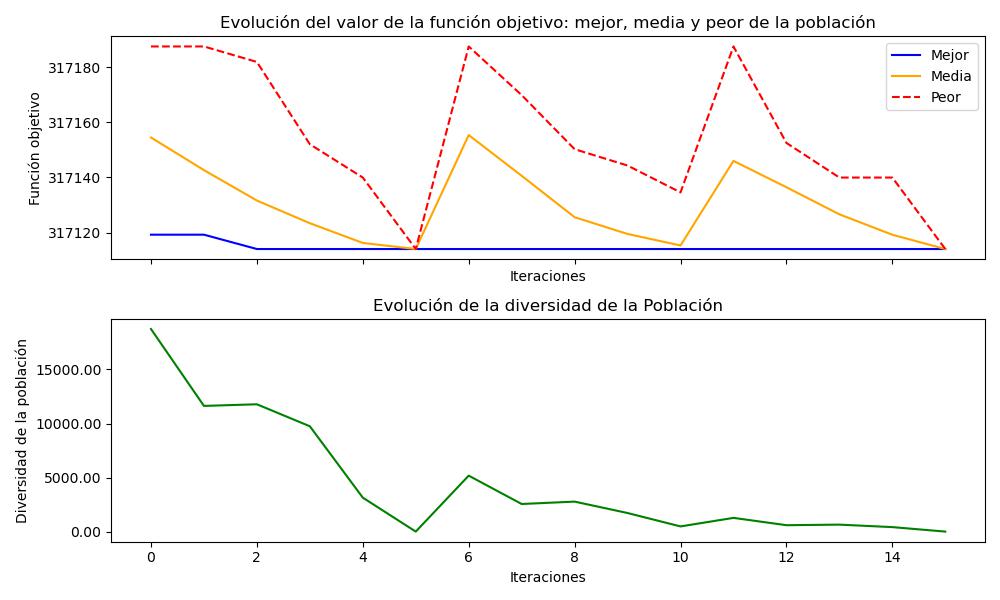 Evolución del valor de la función objetivo: mejor, media y peor de la población
Función objetivo
317180
317160
317140
317120
Mejor
Media
Peor
Iteraciones
Evolución de la diversidad de la Población
Diversidad de la población
15000.00
10000.00
5000.00
0.00
0 2 4 6 8 10 12 14
Iteraciones